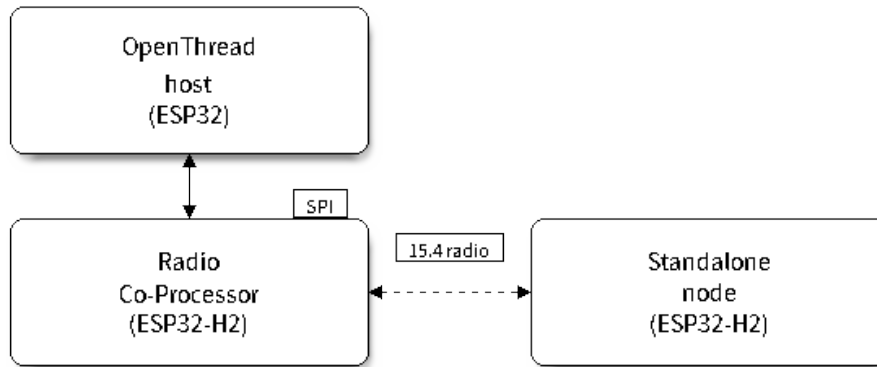 OpenThread
host
(ESP32)
SPI
Radio
Co-Processor
(ESP32-H2)
15.4 radio
Standalone
node
(ESP32-H2)